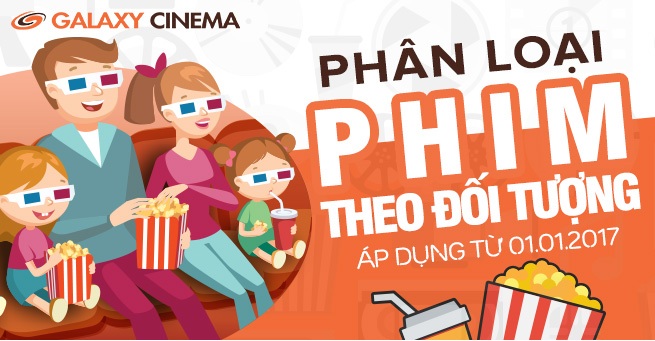 GALAXY CINEMA
PHÂN LOẠI
PHIM
THEO ĐỐI TƯỢNG
ÁP DỤNG TỪ 01.01.2017